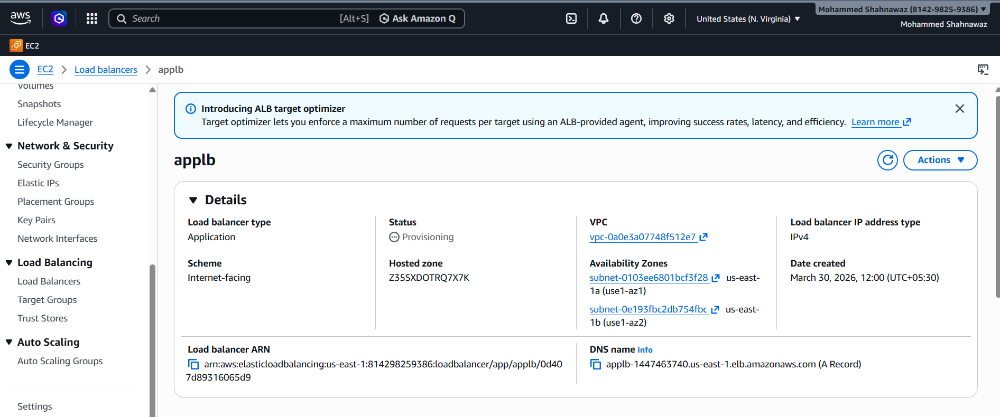 aws
Search
[Alt+S]
Ask Amazon Q
United States (N. Virginia)
Mohammed Shahnawaz (8142-9825-9386)
Mohammed Shahnawaz
EC2
EC2
Load balancers
applb
Volumes
Snapshots
Lifecycle Manager
Network & Security
Security Groups
Elastic IPs
Placement Groups
Key Pairs
Network Interfaces
Load Balancing
Load Balancers
Target Groups
Trust Stores
Auto Scaling
Auto Scaling Groups
Settings
Introducing ALB target optimizer
Target optimizer lets you enforce a maximum number of requests per target using an ALB-provided agent, improving success rates, latency, and efficiency. Learn more
applb
Actions
Details
Load balancer type
Application
Status
Provisioning
VPC
vpc-0a0e3a07748f512e7
Load balancer IP address type
IPv4
Scheme
Internet-facing
Hosted zone
Z35SXDOTRQ7X7K
Availability Zones
subnet-0103ee6801bcf3f28 us-east-
1a (use1-az1)
subnet-0e193fbc2db754fbc us-east-
1b (use1-az2)
Date created
March 30, 2026, 12:00 (UTC+05:30)
Load balancer ARN
arn:aws:elasticloadbalancing:us-east-1:814298259386:loadbalancer/app/applb/0d40
7d89316065d9
DNS name Info
applb-1447463740.us-east-1.elb.amazonaws.com (A Record)